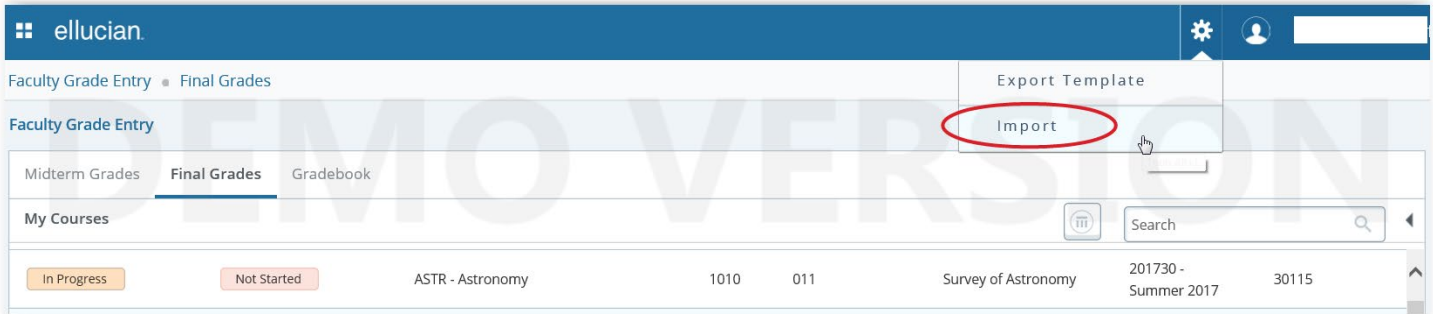 ellucian.
Export Template
Import
Faculty Grade Entry Final Grades
Faculty Grade Entry
DEMO VERSION
Midterm Grades Final Grades Gradebook
My Courses
Search
In Progress Not Started ASTR - Astronomy 1010 011 Survey of Astronomy 201730 - Summer 2017 30115